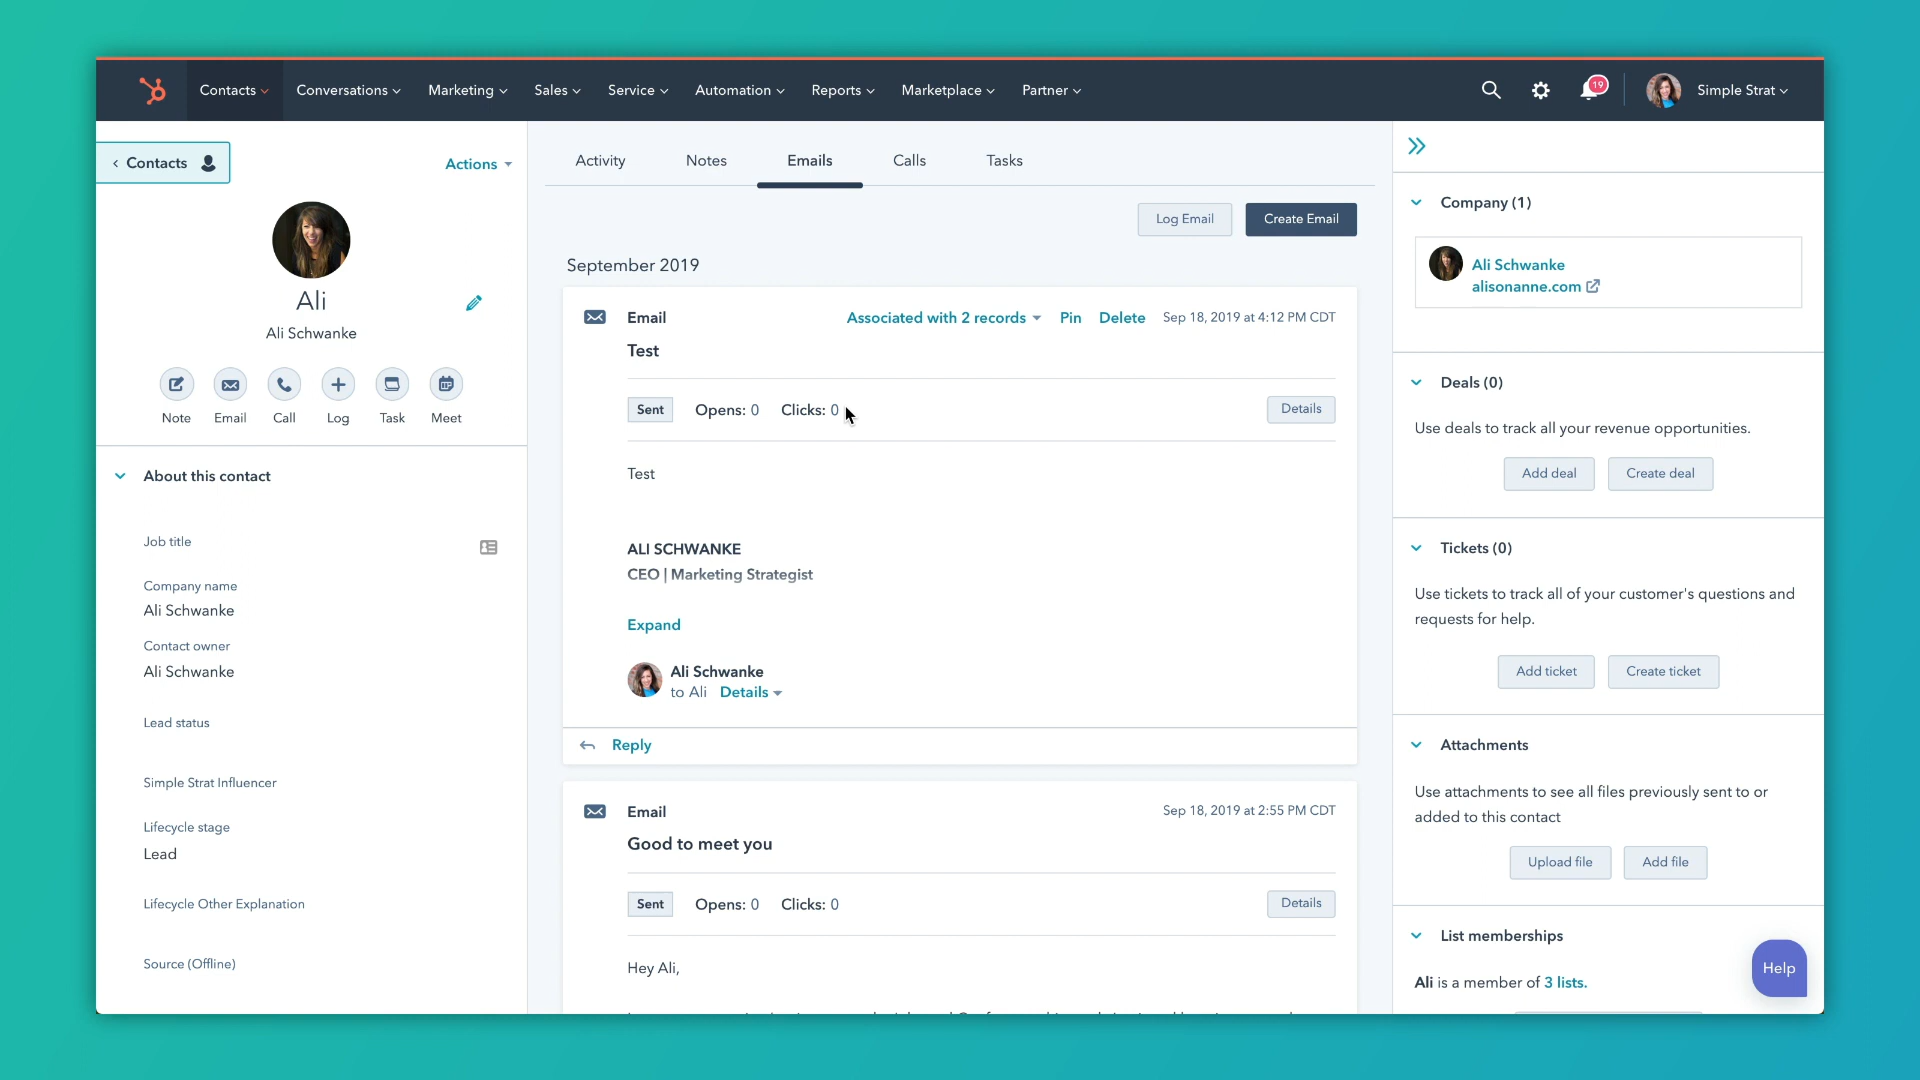 Contacts
Conversations
Marketing
Sales
Service
Automation
Reports
Marketplace
Partner
19
Simple Strat
Contacts
Actions
Ali
Ali Schwanke
Note
Email
Call
Log
Task
Meet
About this contact
Job title
Company name
Ali Schwanke
Contact owner
Ali Schwanke
Lead status
Simple Strat Influencer
Lifecycle stage
Lead
Lifecycle Other Explanation
Source (Offline)
Activity
Notes
Emails
Calls
Tasks
Log Email
Create Email
September 2019
Email
Associated with 2 records
Pin
Delete
Sep 18, 2019 at 4:12 PM CDT
Test
Sent
Opens: 0
Clicks: 0
Details
Test
ALI SCHWANKE
CEO | Marketing Strategist
Expand
Ali Schwanke
to Ali Details
Reply
Email
Sep 18, 2019 at 2:55 PM CDT
Good to meet you
Sent
Opens: 0
Clicks: 0
Details
Hey Ali,
Company (1)
Ali Schwanke
alisonanne.com
Deals (0)
Use deals to track all your revenue opportunities.
Add deal
Create deal
Tickets (0)
Use tickets to track all of your customer's questions and
requests for help.
Add ticket
Create ticket
Attachments
Use attachments to see all files previously sent to or
added to this contact
Upload file
Add file
List memberships
Ali is a member of 3 lists.
Help